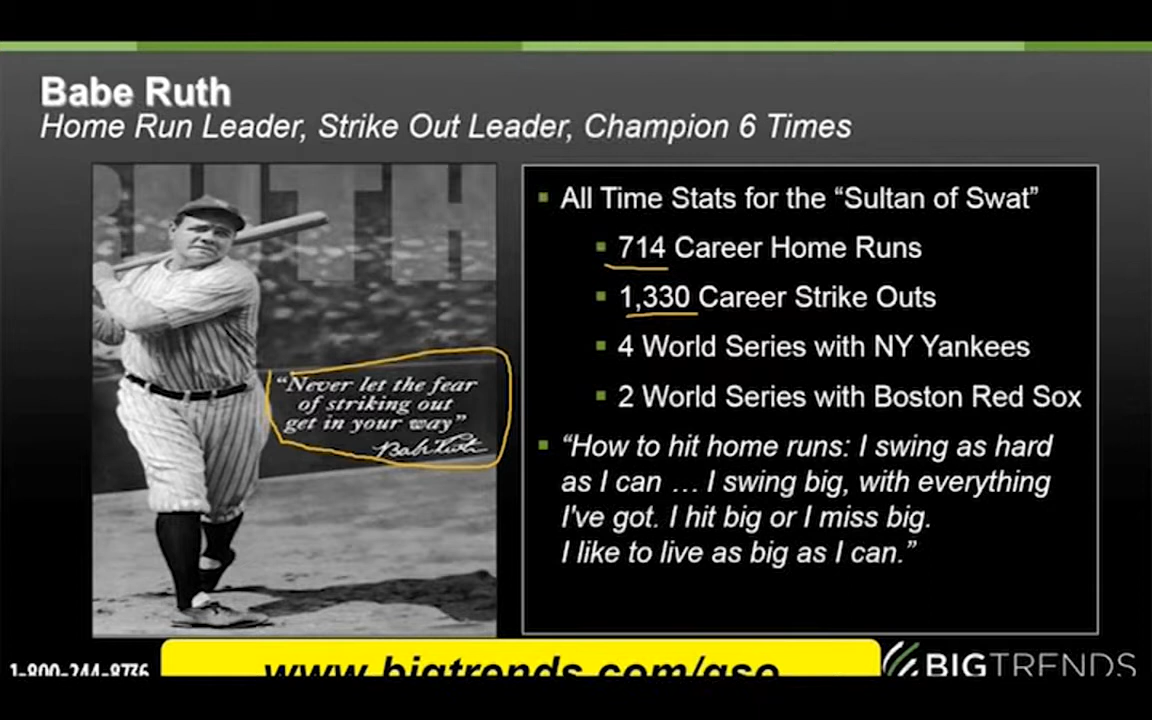 Babe Ruth
Home Run Leader, Strike Out Leader, Champion 6 Times
RUTH
▪ All Time Stats for the “Sultan of Swat”
▪ 714 Career Home Runs
▪ 1,330 Career Strike Outs
▪ 4 World Series with NY Yankees
▪ 2 World Series with Boston Red Sox
“Never let the fear
of striking out
get in your way”
Babe Ruth
▪ “How to hit home runs: I swing as hard
as I can … I swing big, with everything
I've got. I hit big or I miss big.
I like to live as big as I can.”
1-800-244-8736
www.bigtrends.com/gso
BIGTRENDS